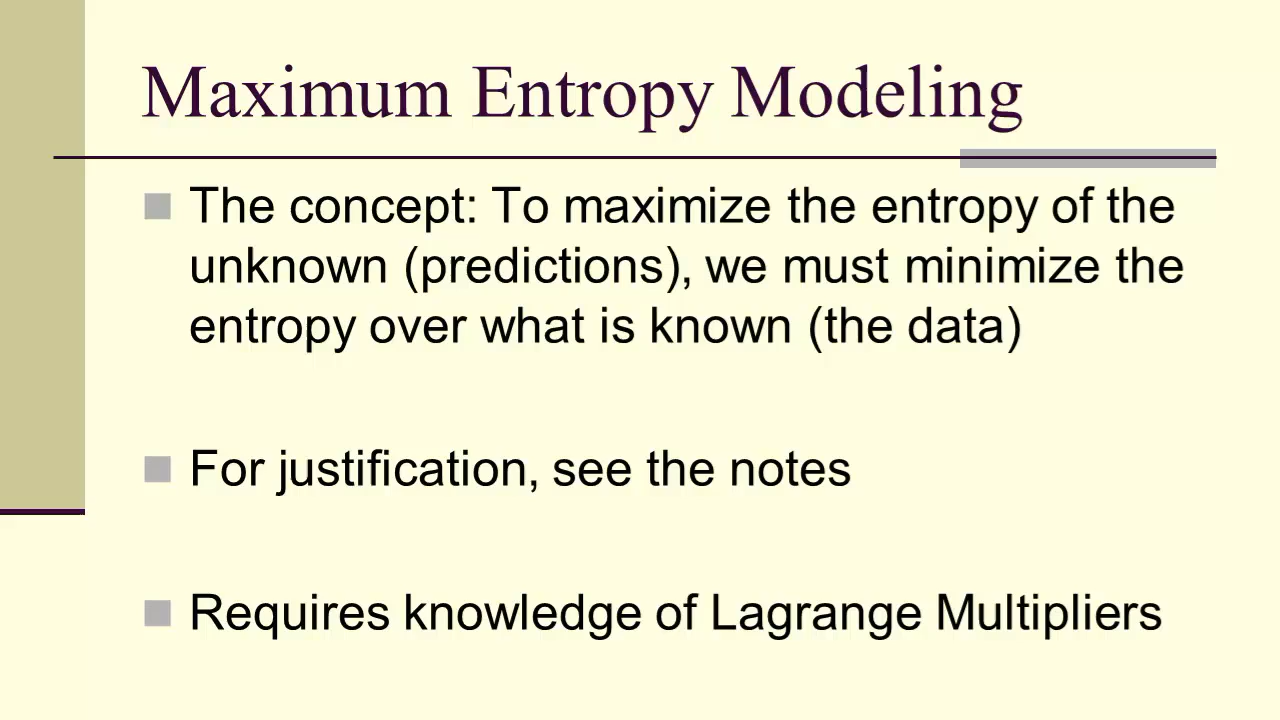 Maximum Entropy Modeling
The concept: To maximize the entropy of the
unknown (predictions), we must minimize the
entropy over what is known (the data)
For justification, see the notes
Requires knowledge of Lagrange Multipliers